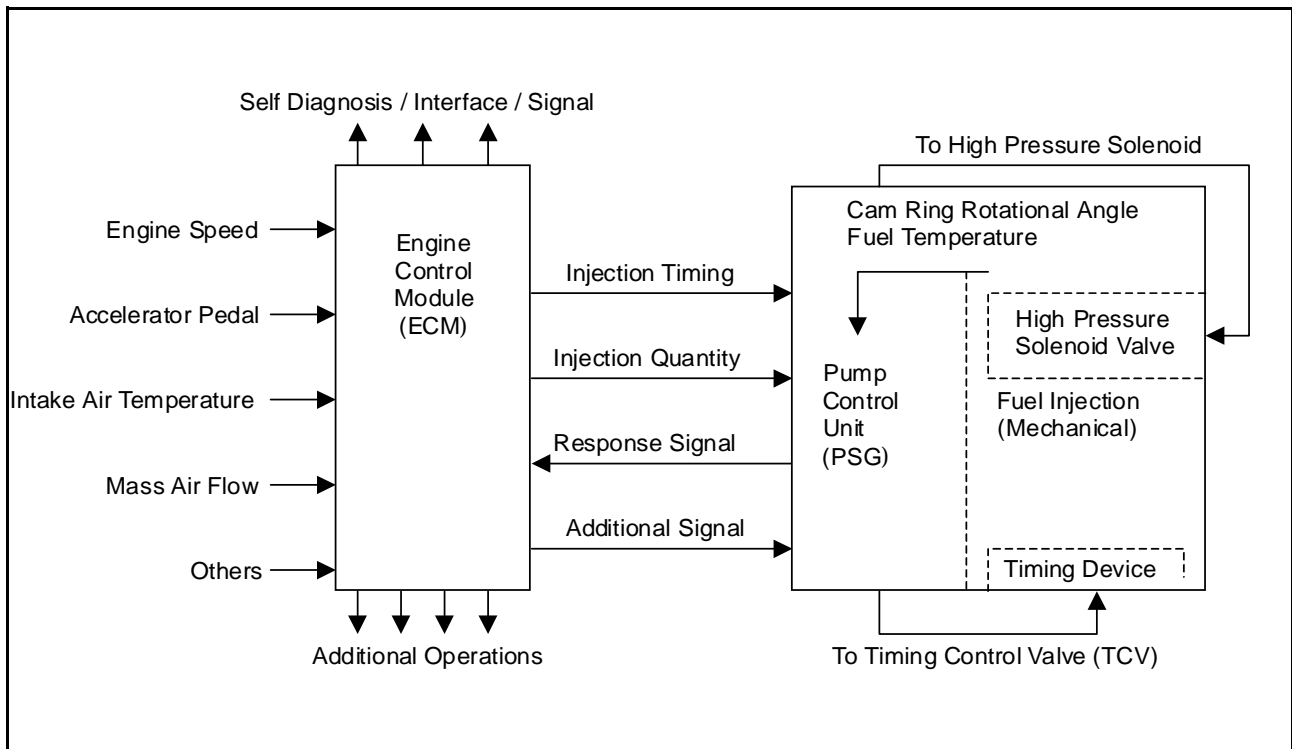 Self Diagnosis / Interface / Signal
To High Pressure Solenoid
Engine Speed
Accelerator Pedal
Intake Air Temperature
Mass Air Flow
Others
Engine
Control
Module
(ECM)
Injection Timing
Injection Quantity
Response Signal
Additional Signal
Cam Ring Rotational Angle
Fuel Temperature
High Pressure
Solenoid Valve
Pump
Control
Unit
(PSG)
Fuel Injection
(Mechanical)
Timing Device
Additional Operations
To Timing Control Valve (TCV)